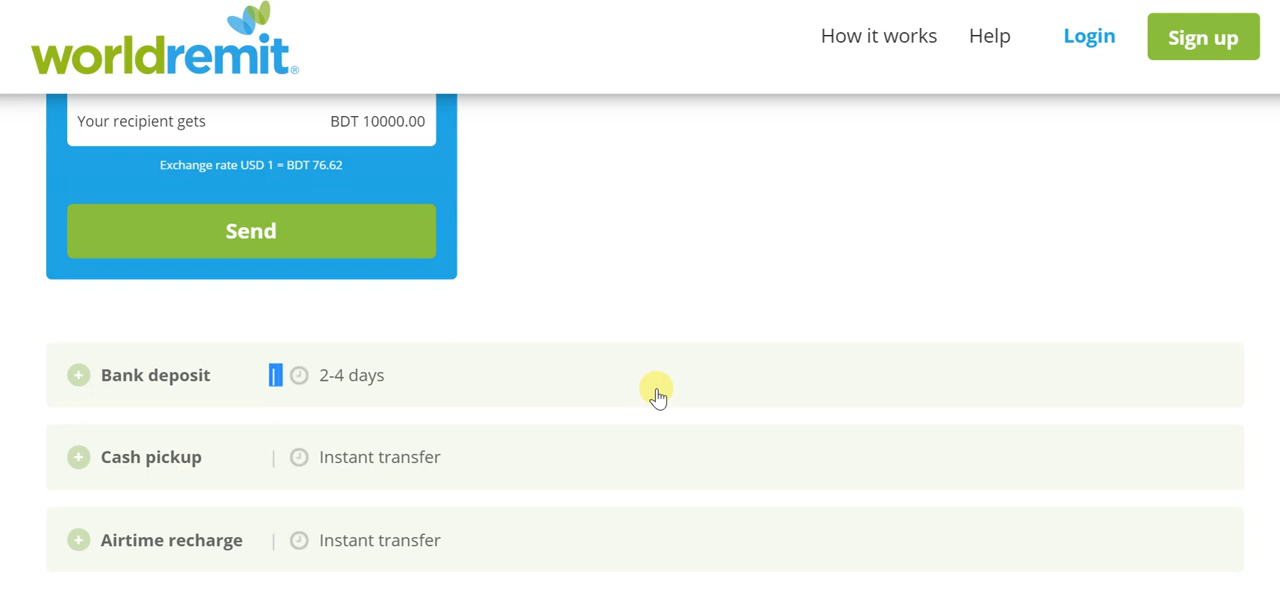 worldremit®
How it works Help Login Sign up
Your recipient gets BDT 10000.00
Exchange rate USD 1 = BDT 76.62
Send
Bank deposit | 2-4 days
Cash pickup | Instant transfer
Airtime recharge | Instant transfer